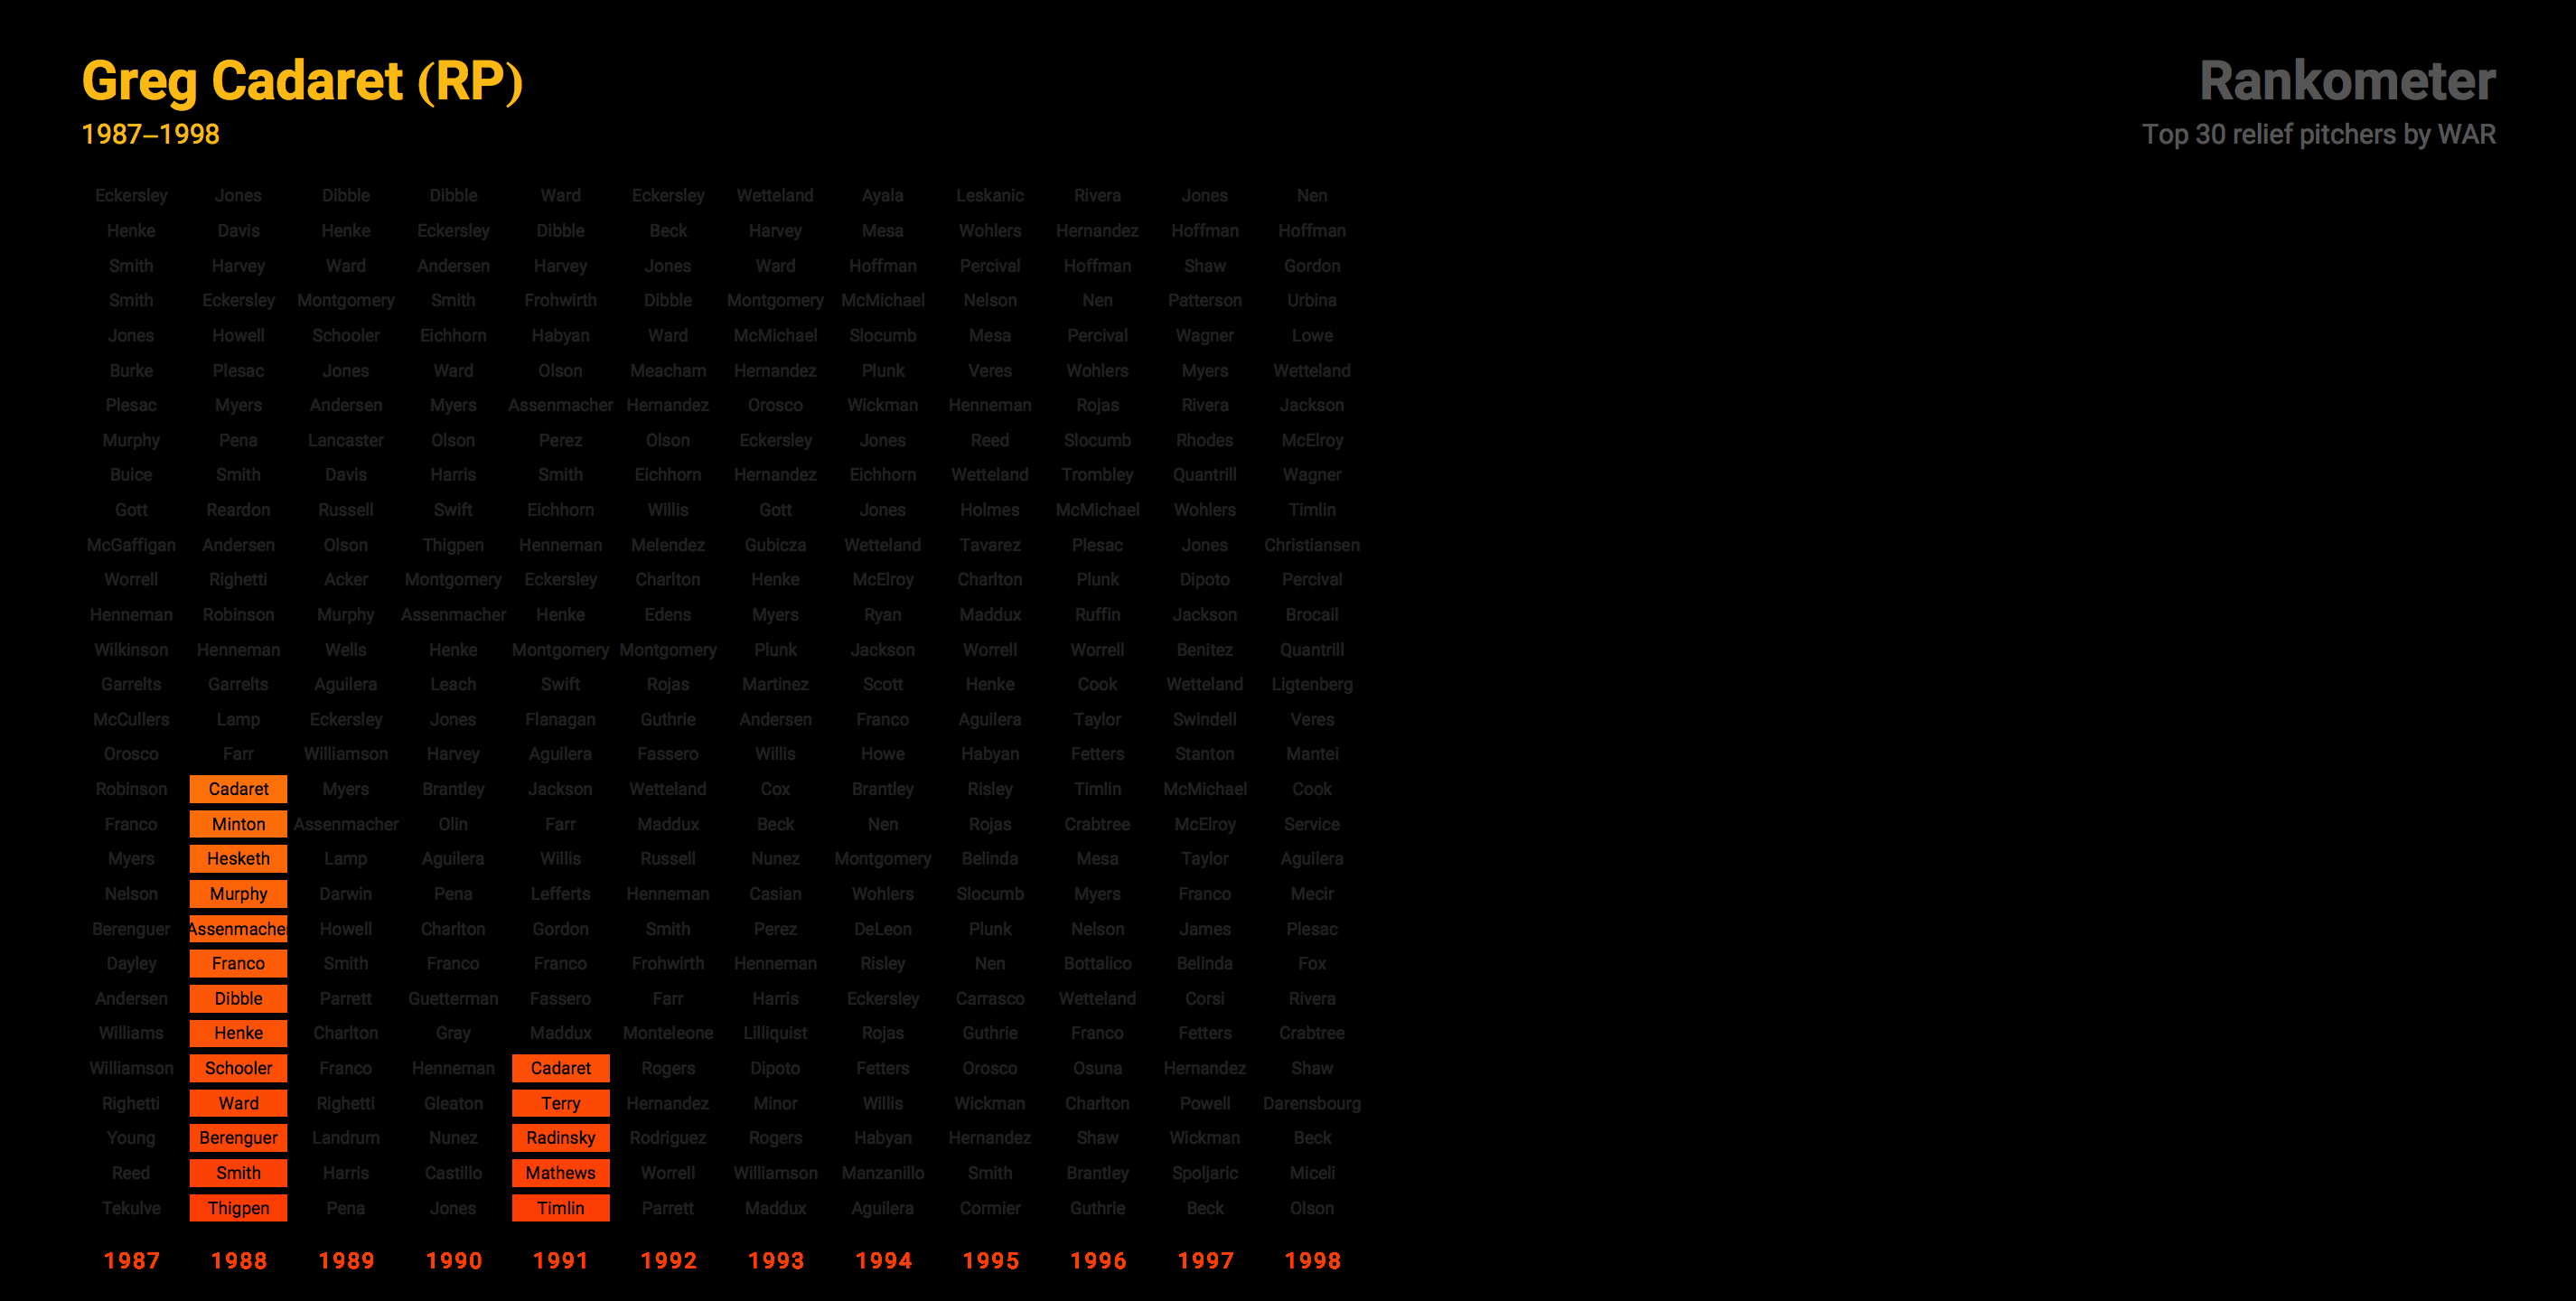 Greg Cadaret (RP)
1987–1998
Rankometer
Top 30 relief pitchers by WAR
Eckersley Jones Dibble Dibble Ward Eckersley Wetteland Ayala Leskanic Rivera Jones Nen
Henke Davis Henke Eckersley Dibble Beck Harvey Mesa Wohlers Hernandez Hoffman Hoffman
Smith Harvey Ward Andersen Harvey Jones Ward Hoffman Percival Hoffman Shaw Gordon
Smith Eckersley Montgomery Smith Frohwirth Dibble Montgomery McMichael Nelson Nen Patterson Urbina
Jones Howell Schooler Eichhorn Habyan Ward McMichael Slocumb Mesa Percival Wagner Lowe
Burke Plesac Jones Ward Olson Meacham Hernandez Plunk Veres Wohlers Myers Wetteland
Plesac Myers Andersen Myers Assenmacher Hernandez Orosco Wickman Henneman Rojas Rivera Jackson
Murphy Pena Lancaster Olson Perez Olson Eckersley Jones Reed Slocumb Rhodes McElroy
Buice Smith Davis Harris Smith Eichhorn Hernandez Eichhorn Wetteland Trombley Quantrill Wagner
Gott Reardon Russell Swift Eichhorn Willis Gott Jones Holmes McMichael Wohlers Timlin
McGaffigan Andersen Olson Thigpen Henneman Melendez Gubicza Wetteland Tavarez Plesac Jones Christiansen
Worrell Righetti Acker Montgomery Eckersley Charlton Henke McElroy Charlton Plunk Dipoto Percival
Henneman Robinson Murphy Assenmacher Henke Edens Myers Ryan Maddux Ruffin Jackson Brocail
Wilkinson Henneman Wells Henke Montgomery Montgomery Plunk Jackson Worrell Worrell Benitez Quantrill
Garrelts Garrelts Aguilera Leach Swift Rojas Martinez Scott Henke Cook Wetteland Ligtenberg
McCullers Lamp Eckersley Jones Flanagan Guthrie Andersen Franco Aguilera Taylor Swindell Veres
Orosco Farr Williamson Harvey Aguilera Fassero Willis Howe Habyan Fetters Stanton Mantei
Robinson Cadaret Myers Brantley Jackson Wetteland Cox Brantley Risley Timlin McMichael Cook
Franco Minton Assenmacher Olin Farr Maddux Beck Nen Rojas Crabtree McElroy Service
Myers Hesketh Lamp Aguilera Willis Russell Nunez Montgomery Belinda Mesa Taylor Aguilera
Nelson Murphy Darwin Pena Lefferts Henneman Casian Wohlers Slocumb Myers Franco Mecir
Berenguer Assenmacher Howell Charlton Gordon Smith Perez DeLeon Plunk Nelson James Plesac
Dayley Franco Smith Franco Franco Frohwirth Henneman Risley Nen Bottalico Belinda Fox
Andersen Dibble Parrett Guetterman Fassero Farr Harris Eckersley Carrasco Wetteland Corsi Rivera
Williams Henke Charlton Gray Maddux Monteleone Lilliquist Rojas Guthrie Franco Fetters Crabtree
Williamson Schooler Franco Henneman Cadaret Rogers Dipoto Fetters Orosco Osuna Hernandez Shaw
Righetti Ward Righetti Gleaton Terry Hernandez Minor Willis Wickman Charlton Powell Darensbourg
Young Berenguer Landrum Nunez Radinsky Rodriguez Rogers Habyan Hernandez Shaw Wickman Beck
Reed Smith Harris Castillo Mathews Worrell Williamson Manzanillo Smith Brantley Spoljaric Miceli
Tekulve Thigpen Pena Jones Timlin Parrett Maddux Aguilera Cormier Guthrie Beck Olson
1987 1988 1989 1990 1991 1992 1993 1994 1995 1996 1997 1998